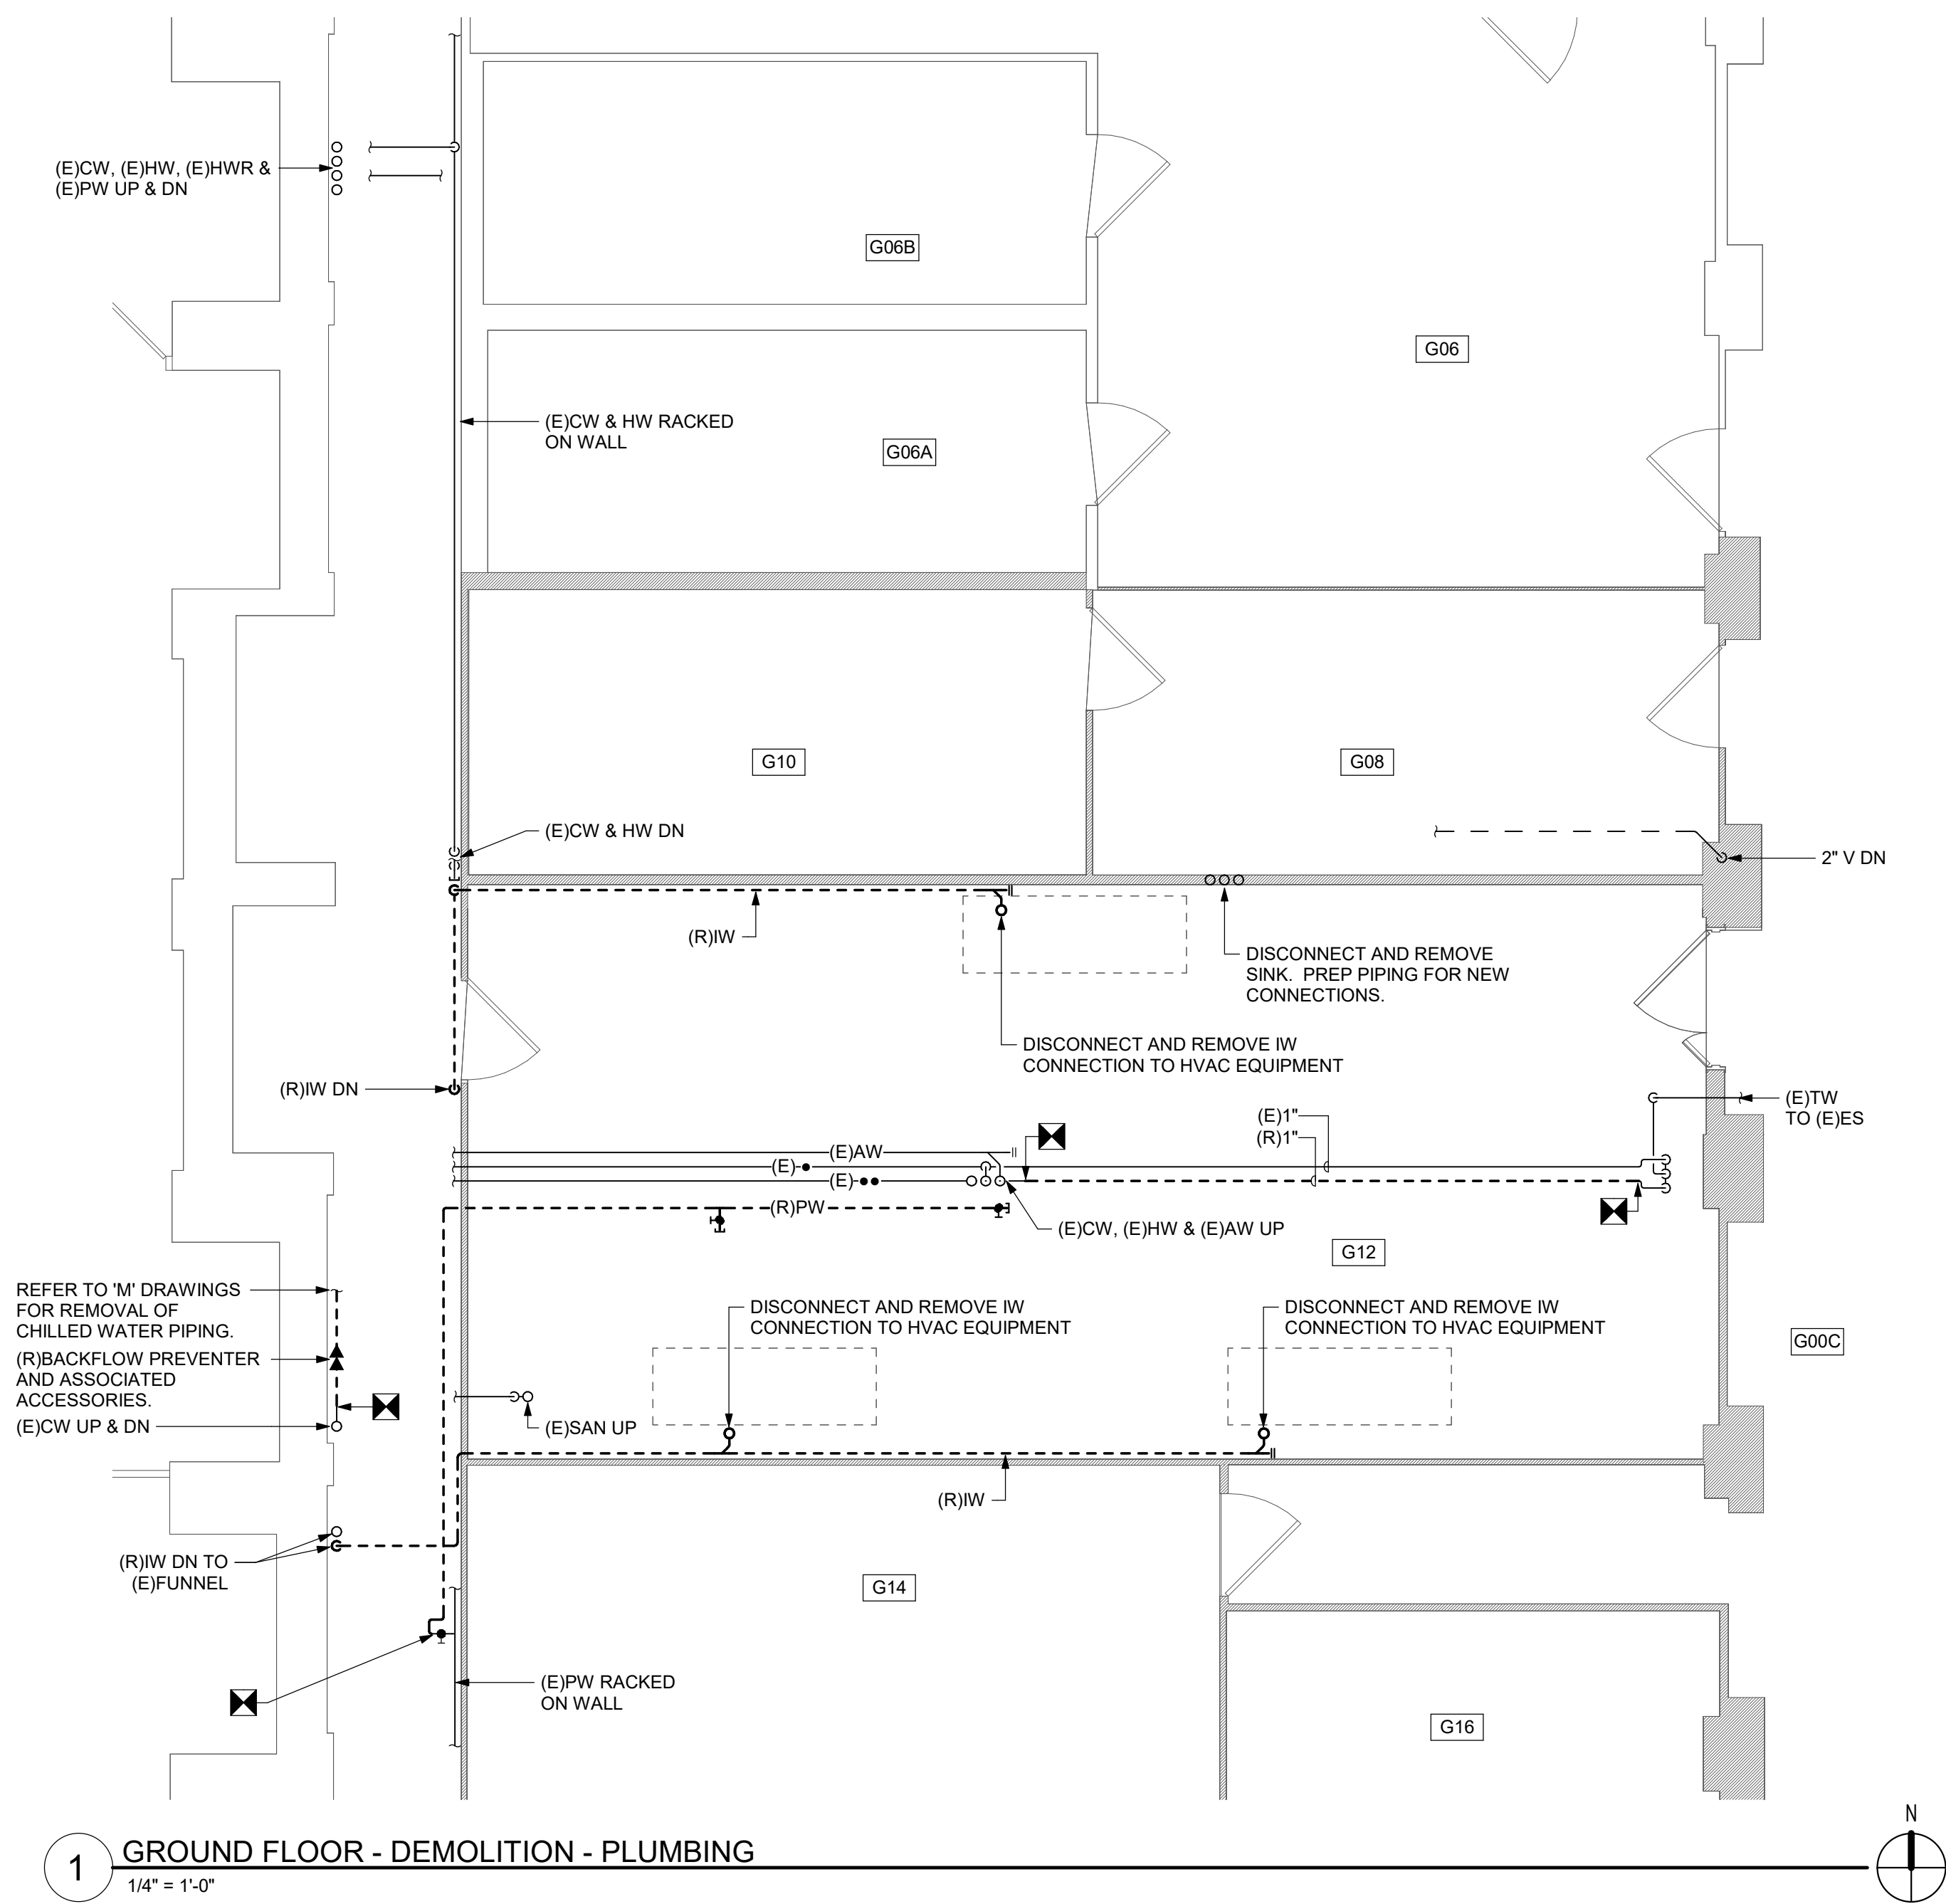 (E)CW, (E)HW, (E)HWR &
(E)PW UP & DN
G06B
G06
(E)CW & HW RACKED
ON WALL
G06A
G10
G08
(E)CW & HW DN
2" V DN
(R)IW
DISCONNECT AND REMOVE
SINK. PREP PIPING FOR NEW
CONNECTIONS.
DISCONNECT AND REMOVE IW
CONNECTION TO HVAC EQUIPMENT
(R)IW DN
(E)TW
TO (E)ES
(E)1"
(R)1"
(E)AW
(E)
(E)
(R)PW
(E)CW, (E)HW & (E)AW UP
G12
REFER TO 'M' DRAWINGS
FOR REMOVAL OF
CHILLED WATER PIPING.
DISCONNECT AND REMOVE IW
CONNECTION TO HVAC EQUIPMENT
DISCONNECT AND REMOVE IW
CONNECTION TO HVAC EQUIPMENT
G00C
(R)BACKFLOW PREVENTER
AND ASSOCIATED
ACCESSORIES.
(E)CW UP & DN
(E)SAN UP
(R)IW
(R)IW DN TO
(E)FUNNEL
G14
(E)PW RACKED
ON WALL
G16
N
1
GROUND FLOOR - DEMOLITION - PLUMBING
1/4" = 1'-0"